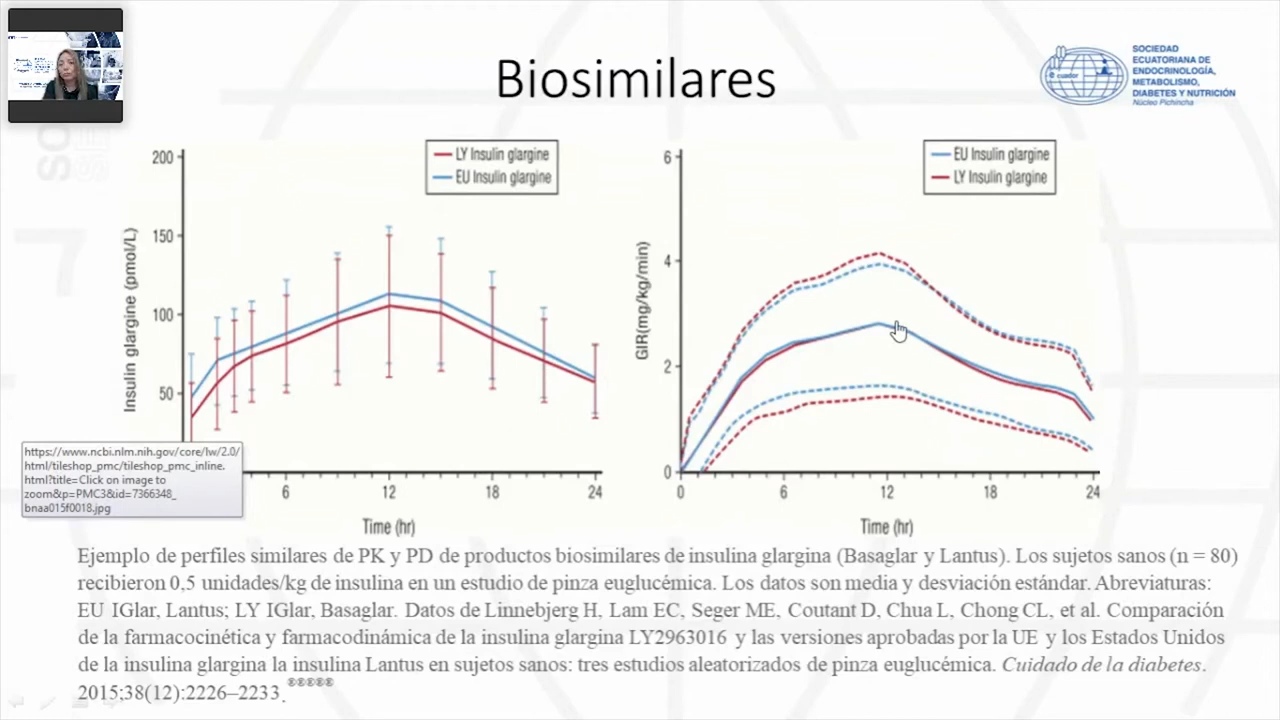 Biosimilares
SOCIEDAD
ECUATORIANA DE
ENDOCRINOLOGÍA,
METABOLISMO,
DIABETES Y NUTRICIÓN
Núcleo Pichincha
ecuador
200
150
100
50
Insulin glargine (pmol/L)
LY Insulin glargine
EU Insulin glargine
6
12
18
24
Time (hr)
6
4
2
0
GIR(mg/kg/min)
EU Insulin glargine
LY Insulin glargine
0
6
12
18
24
Time (hr)
https://www.ncbi.nlm.nih.gov/core/lw/2.0/
html/tileshop_pmc/tileshop_pmc_inline.
html?title=Click on image to
zoom&p=PMC3&id=7366348_
bnaa015f0018.jpg
Ejemplo de perfiles similares de PK y PD de productos biosimilares de insulina glargina (Basaglar y Lantus). Los sujetos sanos (n = 80)
recibieron 0,5 unidades/kg de insulina en un estudio de pinza euglucémica. Los datos son media y desviación estándar. Abreviaturas:
EU IGlar, Lantus; LY IGlar, Basaglar. Datos de Linnebjerg H, Lam EC, Seger ME, Coutant D, Chua L, Chong CL, et al. Comparación
de la farmacocinética y farmacodinámica de la insulina glargina LY2963016 y las versiones aprobadas por la UE y los Estados Unidos
de la insulina glargina la insulina Lantus en sujetos sanos: tres estudios aleatorizados de pinza euglucémica. Cuidado de la diabetes.
2015;38(12):2226–2233.®®®®®